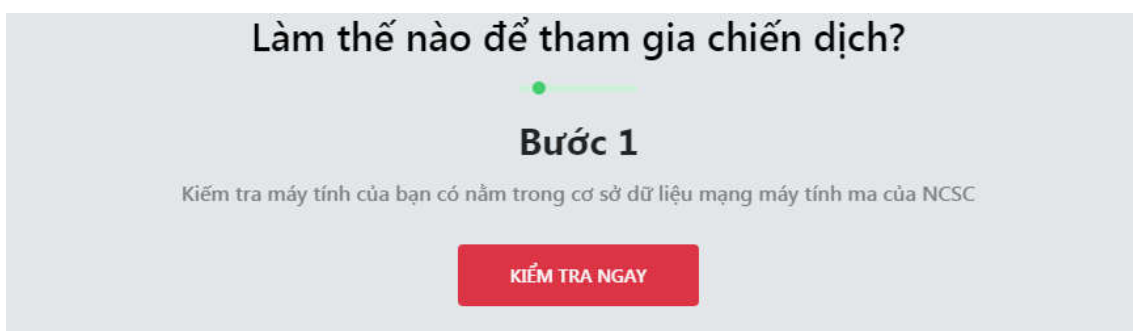 Làm thế nào để tham gia chiến dịch?
Bước 1
Kiểm tra máy tính của bạn có nằm trong cơ sở dữ liệu mạng máy tính ma của NCSC
KIỂM TRA NGAY